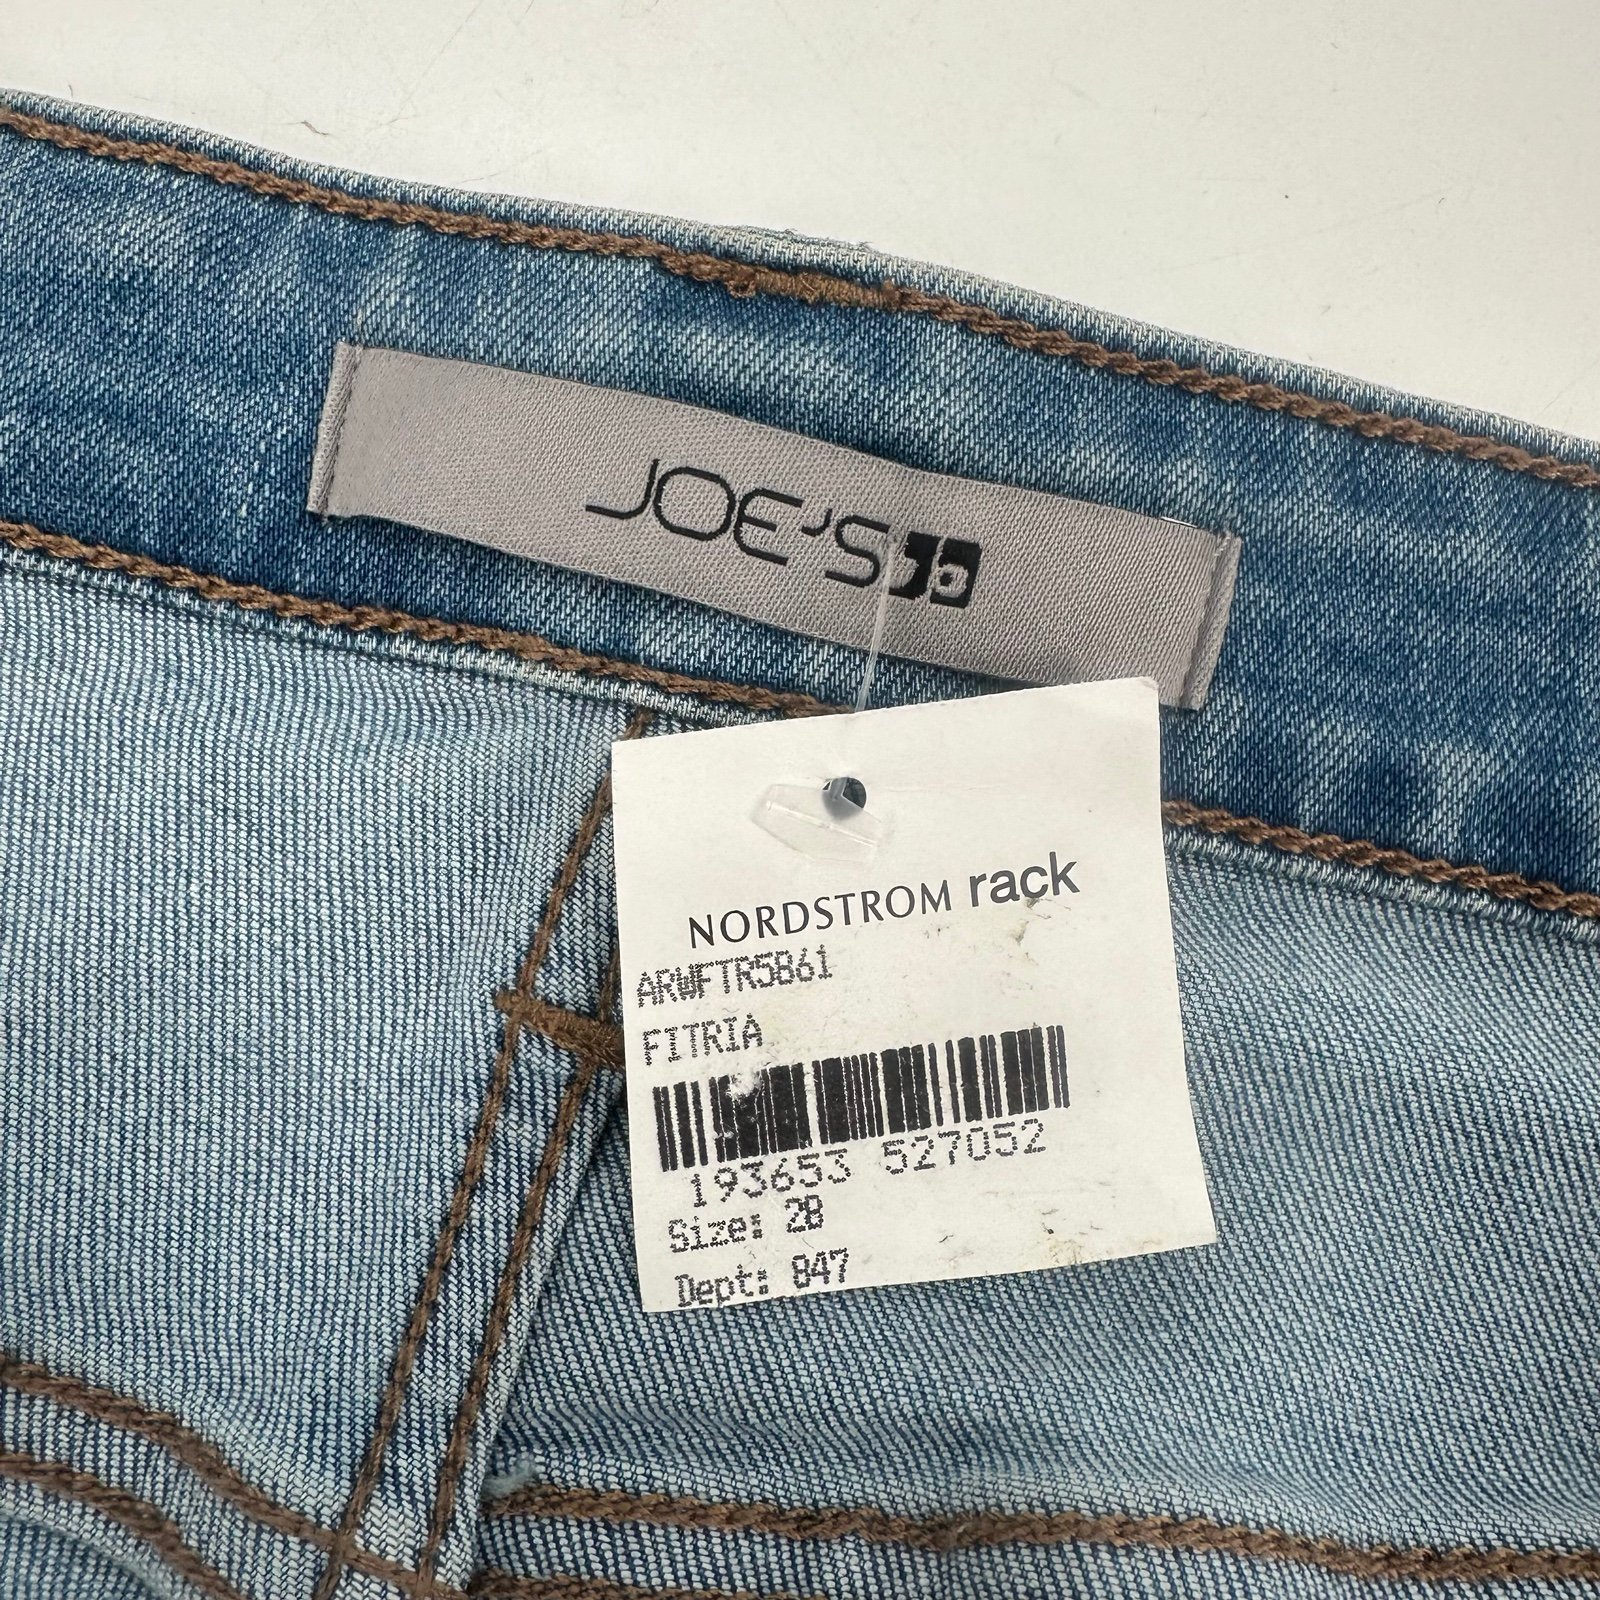 JOE'S
NORDSTROM rack
ARWFTR5B61
FITRIA
193653 527052
Size: 28
Dept: 847